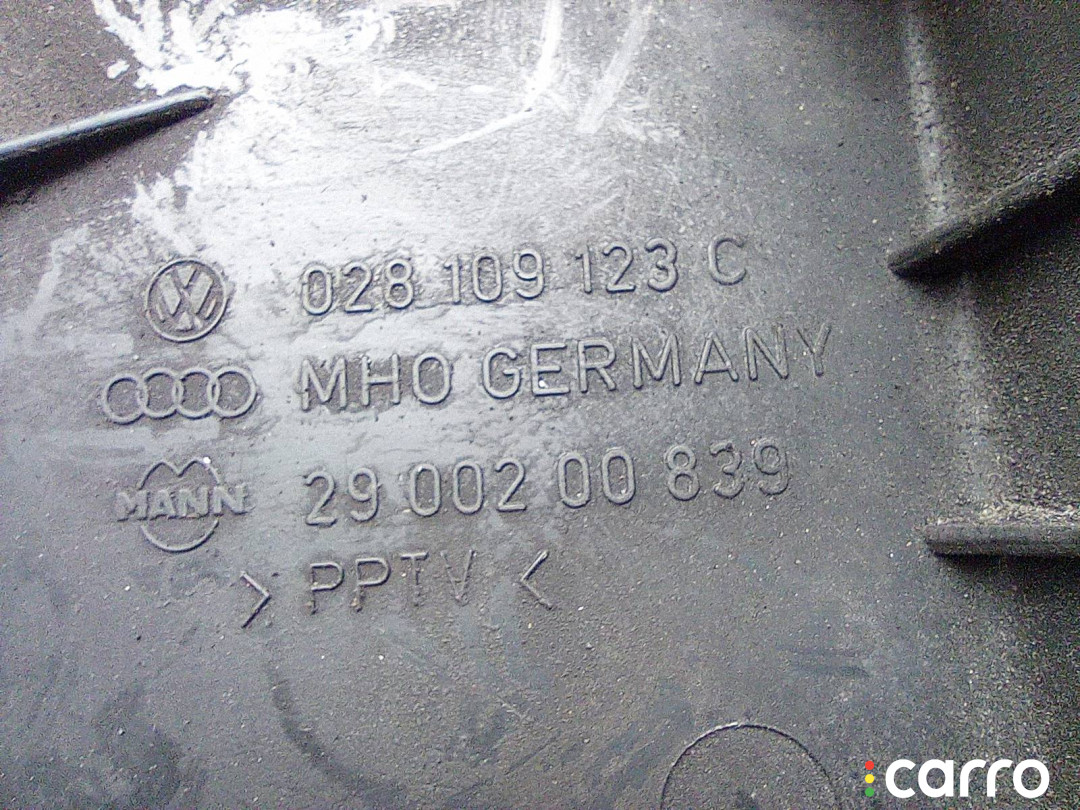 028 109 123 C
MHO GERMANY
MANN
29 002 00 839
> PPTV <
carro